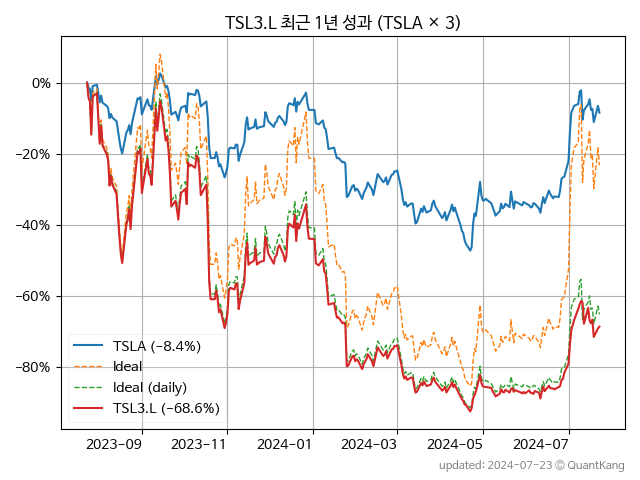 TSL3.L 최근 1년 성과 (TSLA × 3)
0%
−20%
−40%
−60%
−80%
TSLA (−8.4%)
Ideal
Ideal (daily)
TSL3.L (−68.6%)
2023-09
2023-11
2024-01
2024-03
2024-05
2024-07
updated: 2024-07-23 © QuantKang